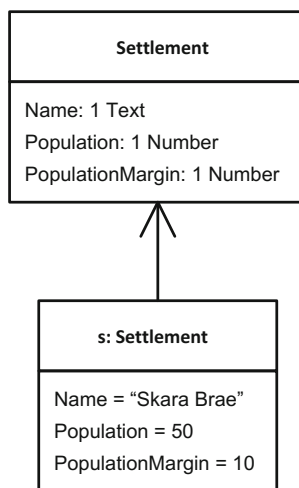 Settlement
Name: 1 Text
Population: 1 Number
PopulationMargin: 1 Number
s: Settlement
Name = “Skara Brae”
Population = 50
PopulationMargin = 10